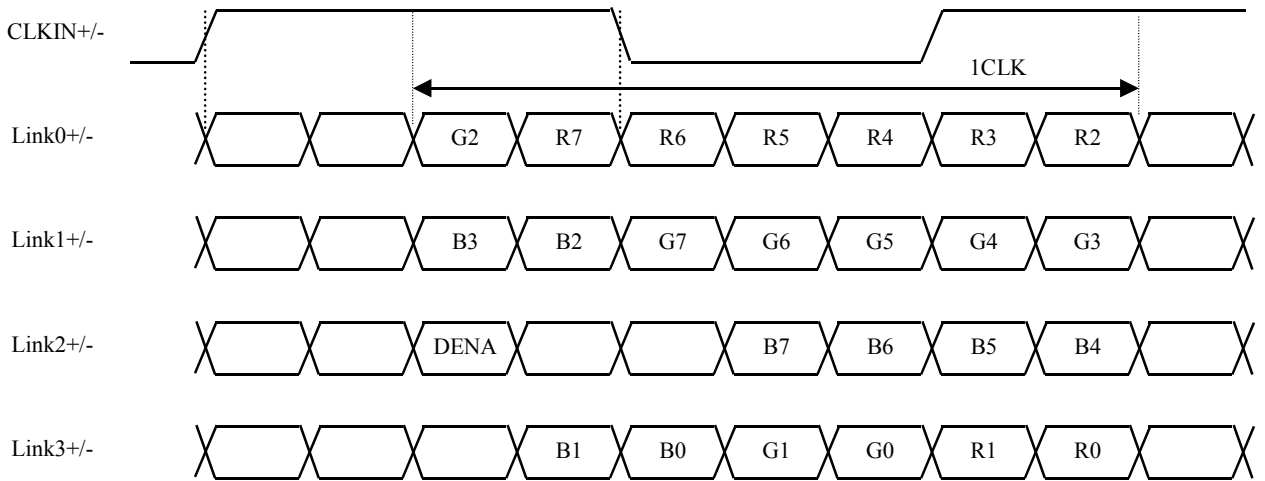 CLKIN+/-
1CLK
Link0+/- G2 R7 R6 R5 R4 R3 R2
Link1+/- B3 B2 G7 G6 G5 G4 G3
Link2+/- DENA B7 B6 B5 B4
Link3+/- B1 B0 G1 G0 R1 R0